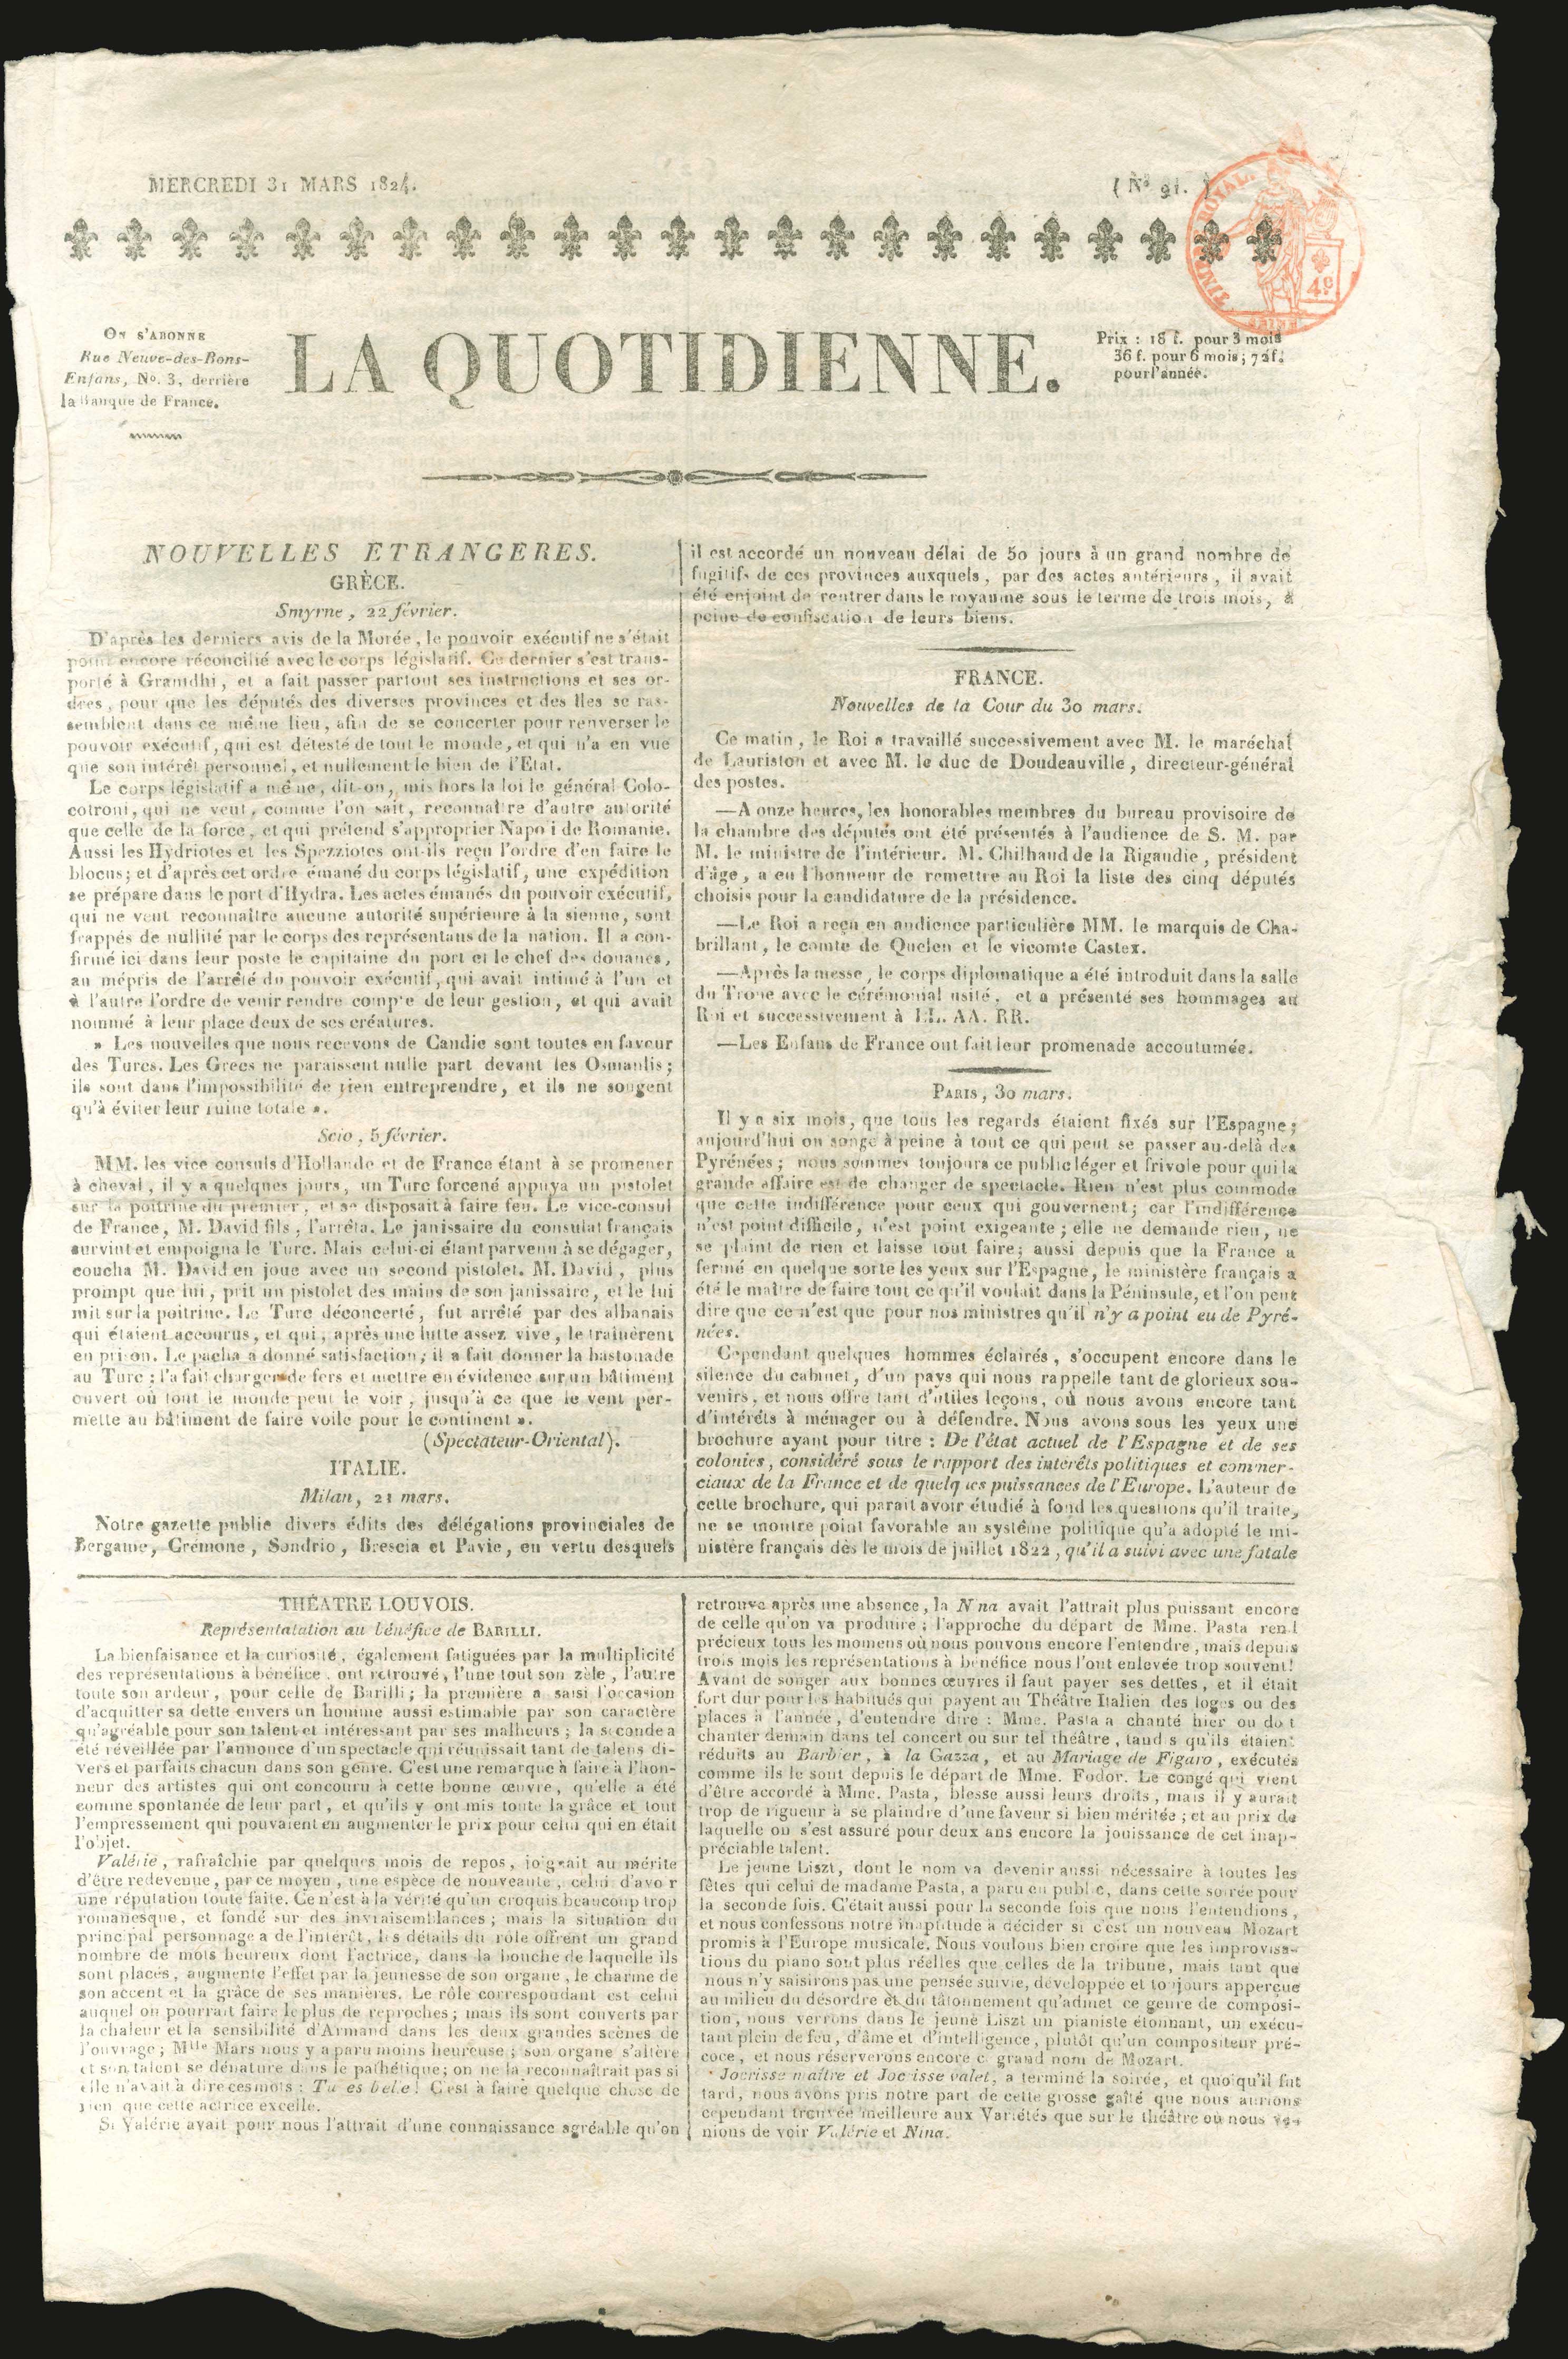 MERCREDI 31 MARS 1824.
( No 91. )
TIMBRE ROYAL.
4c
SEINE
On s'abonne
Rue Neuve-des-Bons-
Enfans, No. 3, derrière
la Banque de France.
LA QUOTIDIENNE.
Prix : 18 f. pour 3 mois
36 f. pour 6 mois ; 72f.
pour l'année.
NOUVELLES ETRANGERES.
GRÈCE.
Smyrne, 22 février.
D'après les derniers avis de la Morée, le pouvoir exécutif ne s'était
point encore réconcilié avec le corps législatif. Ce dernier s'est trans-
porté à Granidhi, et a fait passer partout ses instructions et ses or-
dres, pour que les députés des diverses provinces et des îles se ras-
semblent dans ce même lieu, afin de se concerter pour renverser le
pouvoir exécutif, qui est détesté de tout le monde, et qui n'a en vue
que son intérêt personnel, et nullement le bien de l'Etat.
Le corps législatif a même, dit-on, mis hors la loi le général Colo-
cotroni, qui ne veut, comme l'on sait, reconnaître d'autre autorité
que celle de la force, et qui prétend s'approprier Napo i de Romanie.
Aussi les Hydriotes et les Spezziotes ont-ils reçu l'ordre d'en faire le
blocus; et d'après cet ordre émané du corps législatif, une expédition
se prépare dans le port d'Hydra. Les actes émanés du pouvoir exécutif,
qui ne veut reconnaître aucune autorité supérieure à la sienne, sont
frappés de nullité par le corps des représentans de la nation. Il a con-
firmé ici dans leur poste le capitaine du port et le chef des douanes,
au mépris de l'arrêté du pouvoir exécutif, qui avait intimé à l'un et
à l'autre l'ordre de venir rendre compte de leur gestion, et qui avait
nommé à leur place deux de ses créatures.
» Les nouvelles que nous recevons de Candie sont toutes en faveur
des Turcs. Les Grecs ne paraissent nulle part devant les Osmanlis;
ils sont dans l'impossibilité de rien entreprendre, et ils ne songent
qu'à éviter leur ruine totale ».
Scio, 5 février.
MM. les vice consuls d'Hollande et de France étant à se promener
à cheval, il y a quelques jours, un Turc forcené appuya un pistolet
sur la poitrine du premier, et se disposait à faire feu. Le vice-consul
de France, M. David fils, l'arrêta. Le janissaire du consulat français
survint et empoigna le Turc. Mais celui-ci étant parvenu à se dégager,
coucha M. David en joue avec un second pistolet. M. David, plus
prompt que lui, prit un pistolet des mains de son janissaire, et le lui
mit sur la poitrine. Le Turc déconcerté, fut arrêté par des albanais
qui étaient accourus, et qui, après une lutte assez vive, le traînèrent
en prison. Le pacha a donné satisfaction; il a fait donner la bastonade
au Turc; l'a fait charger de fers et mettre en évidence sur un bâtiment
ouvert où tout le monde peut le voir, jusqu'à ce que le vent per-
mette au bâtiment de faire voile pour le continent ».
(Spectateur-Oriental).
ITALIE.
Milan, 21 mars.
Notre gazette publie divers édits des délégations provinciales de
Bergame, Crémone, Sondrio, Brescia et Pavie, en vertu desquels
il est accordé un nouveau délai de 50 jours à un grand nombre de
fugitifs de ces provinces auxquels, par des actes antérieurs, il avait
été enjoint de rentrer dans le royaume sous le terme de trois mois, à
peine de confiscation de leurs biens.
FRANCE.
Nouvelles de la Cour du 30 mars.
Ce matin, le Roi a travaillé successivement avec M. le maréchal
de Lauriston et avec M. le duc de Doudeauville, directeur-général
des postes.
—A onze heures, les honorables membres du bureau provisoire de
la chambre des députés ont été présentés à l'audience de S. M. par
M. le ministre de l'intérieur. M. Chilhaud de la Rigaudie, président
d'âge, a eu l'honneur de remettre au Roi la liste des cinq députés
choisis pour la candidature de la présidence.
—Le Roi a reçu en audience particulière MM. le marquis de Cha-
brillant, le comte de Quelen et le vicomte Castex.
—Après la messe, le corps diplomatique a été introduit dans la salle
du Trone avec le cérémonial usité, et a présenté ses hommages au
Roi et successivement à LL. AA. RR.
—Les Enfans de France ont fait leur promenade accoutumée.
Paris, 30 mars.
Il y a six mois, que tous les regards étaient fixés sur l'Espagne;
aujourd'hui on songe à peine à tout ce qui peut se passer au-delà des
Pyrénées; nous sommes toujours ce public léger et frivole pour qui la
grande affaire est de changer de spectacle. Rien n'est plus commode
que cette indifférence pour ceux qui gouvernent; car l'indifférence
n'est point difficile, n'est point exigeante; elle ne demande rien, ne
se plaint de rien et laisse tout faire; aussi depuis que la France a
fermé en quelque sorte les yeux sur l'Espagne, le ministère français a
été le maître de faire tout ce qu'il voulait dans la Péninsule, et l'on peut
dire que ce n'est que pour nos ministres qu'il n'y a point eu de Pyré-
nées.
Cependant quelques hommes éclairés, s'occupent encore dans le
silence du cabinet, d'un pays qui nous rappelle tant de glorieux sou-
venirs, et nous offre tant d'utiles leçons, où nous avons encore tant
d'intérêts à ménager ou à défendre. Nous avons sous les yeux une
brochure ayant pour titre : De l'état actuel de l'Espagne et de ses
colonies, considéré sous le rapport des intérêts politiques et commer-
ciaux de la France et de quelques puissances de l'Europe. L'auteur de
cette brochure, qui paraît avoir étudié à fond les questions qu'il traite,
ne se montre point favorable au système politique qu'a adopté le mi-
nistère français dès le mois de juillet 1822, qu'il a suivi avec une fatale
THÉATRE LOUVOIS.
Représentatation au bénéfice de BARILLI.
La bienfaisance et la curiosité, également fatiguées par la multiplicité
des représentations à bénéfice, ont retrouvé, l'une tout son zèle, l'autre
toute son ardeur, pour celle de Barilli; la première a saisi l'occasion
d'acquitter sa dette envers un homme aussi estimable par son caractère
qu'agréable pour son talent et intéressant par ses malheurs; la seconde a
été réveillée par l'annonce d'un spectacle qui réunissait tant de talens di-
vers et parfaits chacun dans son genre. C'est une remarque à faire à l'hon-
neur des artistes qui ont concouru à cette bonne œuvre, qu'elle a été
comme spontanée de leur part, et qu'ils y ont mis toute la grâce et tout
l'empressement qui pouvaient en augmenter le prix pour celui qui en était
l'objet.
Valérie, rafraîchie par quelques mois de repos, joignait au mérite
d'être redevenue, par ce moyen, une espèce de nouveauté, celui d'avo r
une réputation toute faite. Ce n'est à la vérité qu'un croquis beaucoup trop
romanesque, et fondé sur des invraisemblances; mais la situation du
principal personnage a de l'intérêt, les détails du rôle offrent un grand
nombre de mots heureux dont l'actrice, dans la bouche de laquelle ils
sont placés, augmente l'effet par la jeunesse de son organe, le charme de
son accent et la grâce de ses manières. Le rôle correspondant est celui
auquel on pourrait faire le plus de reproches; mais ils sont couverts par
la chaleur et la sensibilité d'Armand dans les deux grandes scènes de
l'ouvrage; Mlle Mars nous y a paru moins heureuse; son organe s'altère
et son talent se dénature dans le pathétique; on ne la reconnaîtrait pas si
elle n'avait à dire ces mots : Tu es bele! C'est à faire quelque chose de
rien que cette actrice excelle.
Si Valérie avait pour nous l'attrait d'une connaissance agréable qu'on
retrouve après une absence, la N na avait l'attrait plus puissant encore
de celle qu'on va produire; l'approche du départ de Mme. Pasta rend
précieux tous les momens où nous pouvons encore l'entendre, mais depuis
trois mois les représentations à bénéfice nous l'ont enlevée trop souvent!
Avant de songer aux bonnes œuvres il faut payer ses dettes, et il était
fort dur pour les habitués qui payent au Théâtre Italien des loges ou des
places à l'année, d'entendre dire : Mme. Pasta a chanté hier ou do t
chanter demain dans tel concert ou sur tel théâtre, tand s qu'ils étaient
réduits au Barbier, à la Gazza, et au Mariage de Figaro, exécutés
comme ils le sont depuis le départ de Mme. Fodor. Le congé qui vient
d'être accordé à Mme. Pasta, blesse aussi leurs droits, mais il y aurait
trop de rigueur à se plaindre d'une faveur si bien méritée; et au prix de
laquelle on s'est assuré pour deux ans encore la jouissance de cet inap-
préciable talent.
Le jeune Liszt, dont le nom va devenir aussi nécessaire à toutes les
fêtes qui celui de madame Pasta, a paru en publ c, dans cette soirée pour
la seconde fois. C'était aussi pour la seconde fois que nous l'entendions,
et nous confessons notre inaptitude à décider si c'est un nouveau Mozart
promis à l'Europe musicale. Nous voulons bien croire que les improvisa-
tions du piano sont plus réelles que celles de la tribune, mais tant que
nous n'y saisirons pas une pensée suivie, développée et toujours apperçue
au milieu du désordre et du tâtonnement qu'admet ce genre de composi-
tion, nous verrons dans le jeune Liszt un pianiste étonnant, un exécu-
tant plein de feu, d'âme et d'intelligence, plutôt qu'un compositeur pré-
coce, et nous réserverons encore c grand nom de Mozart.
Jocrisse maître et Joc isse valet, a terminé la soirée, et quoiqu'il fut
tard, nous avons pris notre part de cette grosse gaîté que nous aurions
cependant trouvée meilleure aux Variétés que sur le théâtre où nous ve-
nions de voir Valérie et Nina.